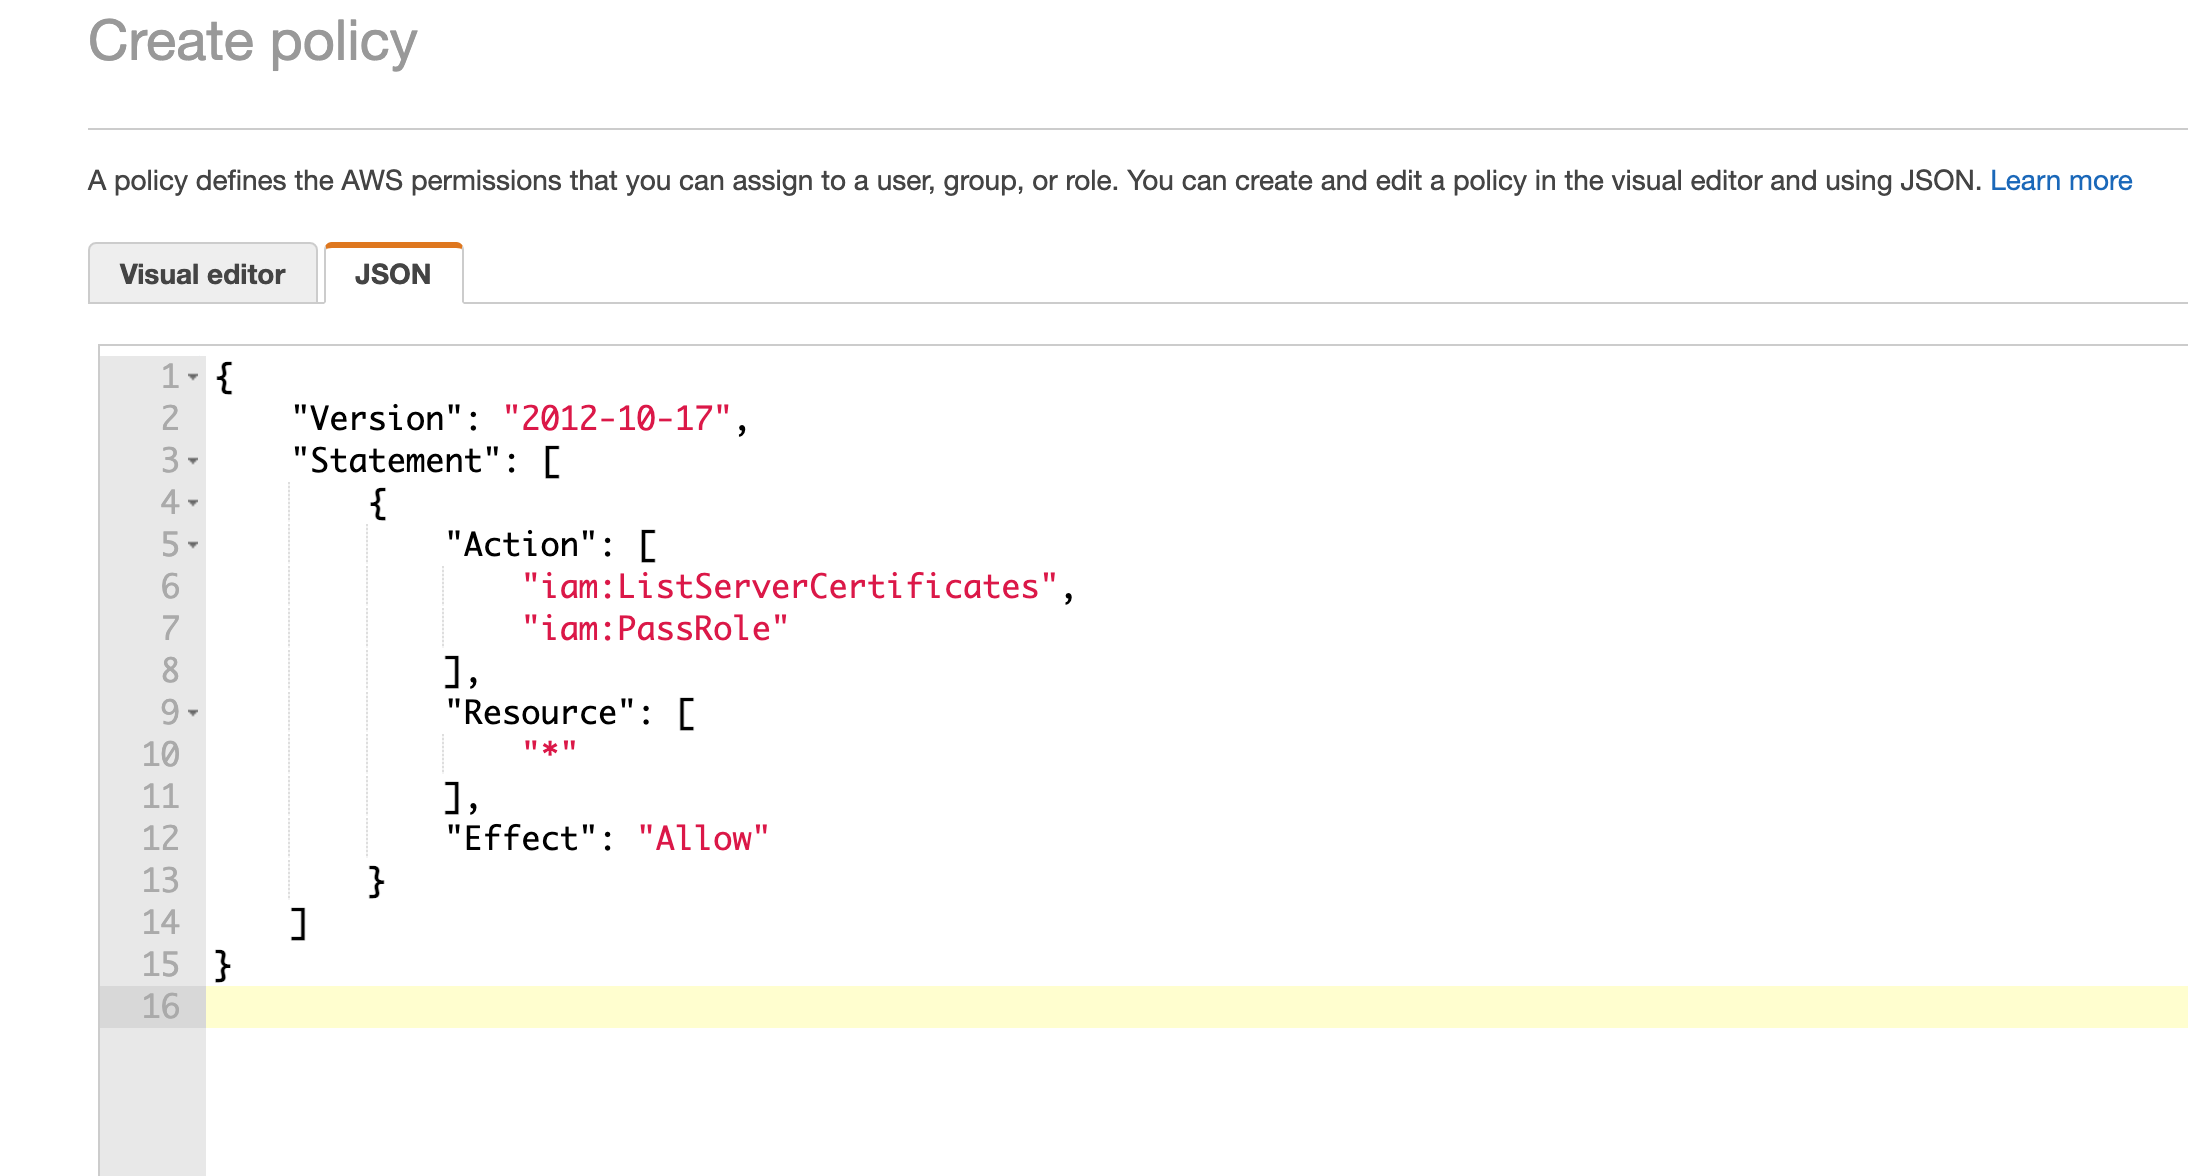 Create policy
A policy defines the AWS permissions that you can assign to a user, group, or role. You can create and edit a policy in the visual editor and using JSON. Learn more
Visual editor JSON
1 {
2     "Version": "2012-10-17",
3     "Statement": [
4         {
5             "Action": [
6                 "iam:ListServerCertificates",
7                 "iam:PassRole"
8             ],
9             "Resource": [
10                 "*"
11             ],
12             "Effect": "Allow"
13         }
14     ]
15 }
16